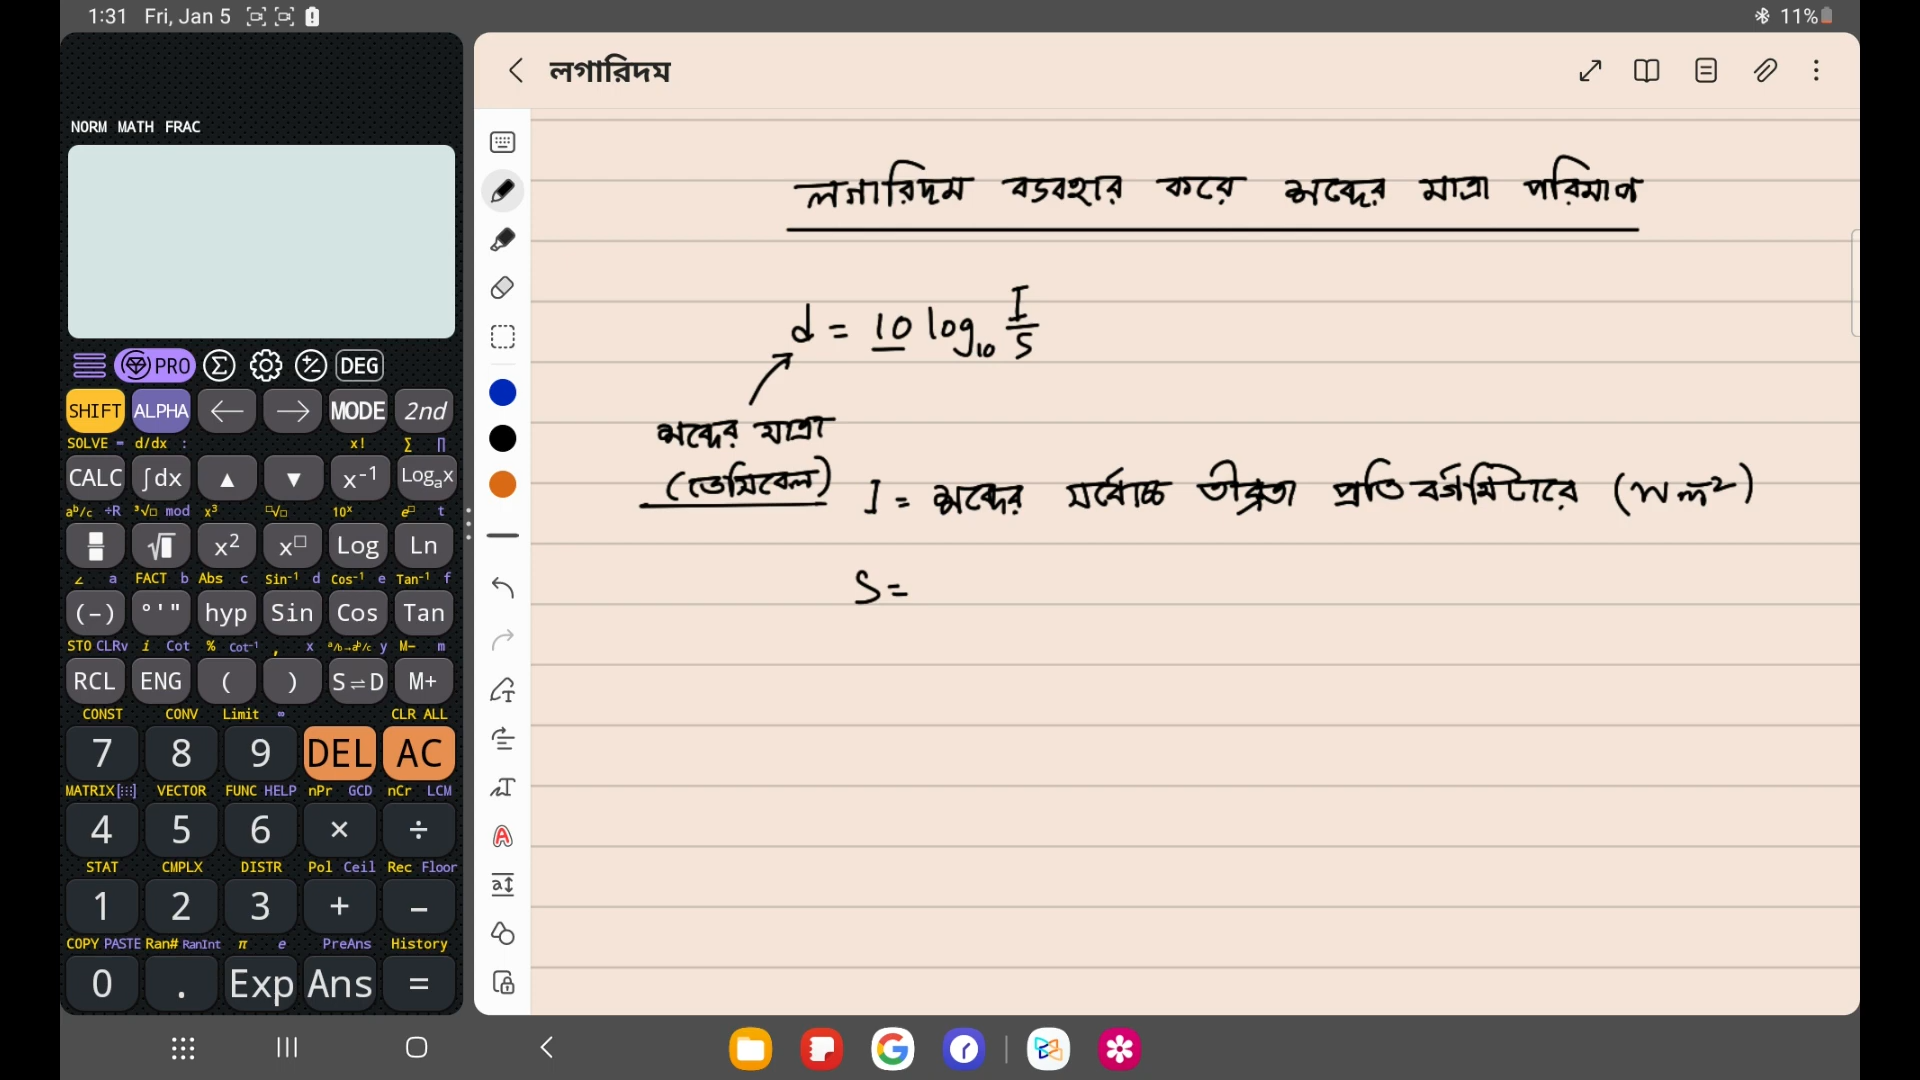 1:31 Fri, Jan 5
11%
লগারিদম
NORM MATH FRAC
PRO DEG
SHIFT ALPHA MODE 2nd
SOLVE = d/dx : x! ∑ ∏
CALC ∫dx ▲ ▼ x⁻¹ Logₐx
aᵇ/c ÷R ³√□ mod x³ □√□ 10ˣ e□ t
√ x² x□ Log Ln
∠ a FACT b Abs c Sin⁻¹ d Cos⁻¹ e Tan⁻¹ f
(−) °'" hyp Sin Cos Tan
STO CLRv i Cot % Cot⁻¹ , x y M− m
RCL ENG ( ) S⇌D M+
CONST CONV Limit ∞ CLR ALL
7 8 9 DEL AC
MATRIX VECTOR FUNC HELP nPr GCD nCr LCM
4 5 6 × ÷
STAT CMPLX DISTR Pol Ceil Rec Floor
1 2 3 + −
COPY PASTE Ran# RanInt π e PreAns History
0 . Exp Ans =
লগারিদম ব্যবহার করে শব্দের মাত্রা পরিমাপ
d = 10 log₁₀ I/S
শব্দের মাত্রা
(ডেসিবেল)
I = শব্দের সর্বোচ্চ তীব্রতা প্রতি বর্গমিটারে
S =